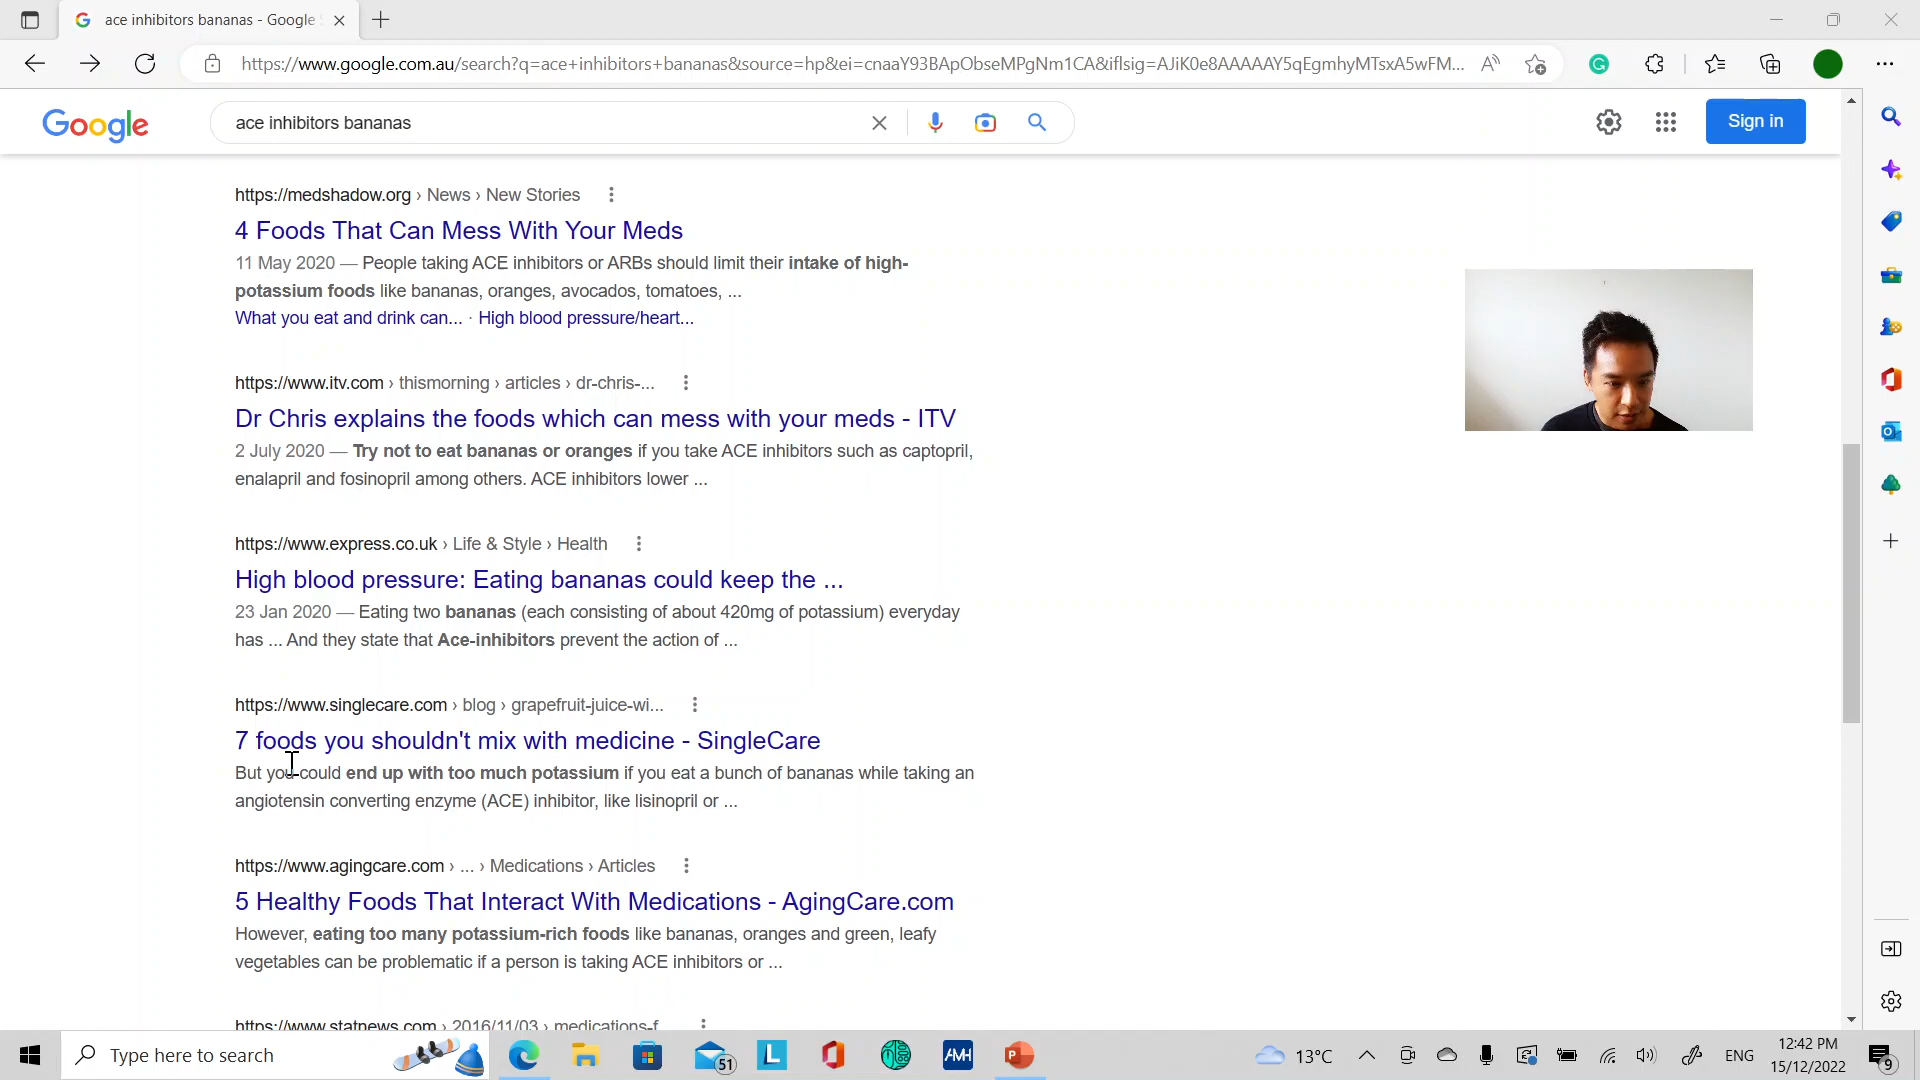 ace inhibitors bananas - Google
https://www.google.com.au/search?q=ace+inhibitors+bananas&source=hp&ei=cnaaY93BApObseMPgNm1CA&iflsig=AJiK0e8AAAAAY5qEgmhyMTsxA5wFM...
Google
ace inhibitors bananas
Sign in
https://medshadow.org › News › New Stories
4 Foods That Can Mess With Your Meds
11 May 2020 — People taking ACE inhibitors or ARBs should limit their intake of high-
potassium foods like bananas, oranges, avocados, tomatoes, ...
What you eat and drink can... · High blood pressure/heart...
https://www.itv.com › thismorning › articles › dr-chris-...
Dr Chris explains the foods which can mess with your meds - ITV
2 July 2020 — Try not to eat bananas or oranges if you take ACE inhibitors such as captopril,
enalapril and fosinopril among others. ACE inhibitors lower ...
https://www.express.co.uk › Life & Style › Health
High blood pressure: Eating bananas could keep the ...
23 Jan 2020 — Eating two bananas (each consisting of about 420mg of potassium) everyday
has ... And they state that Ace-inhibitors prevent the action of ...
https://www.singlecare.com › blog › grapefruit-juice-wi...
7 foods you shouldn't mix with medicine - SingleCare
But you could end up with too much potassium if you eat a bunch of bananas while taking an
angiotensin converting enzyme (ACE) inhibitor, like lisinopril or ...
https://www.agingcare.com › ... › Medications › Articles
5 Healthy Foods That Interact With Medications - AgingCare.com
However, eating too many potassium-rich foods like bananas, oranges and green, leafy
vegetables can be problematic if a person is taking ACE inhibitors or ...
https://www.statnews.com › 2016/11/03 › medications-f...
Type here to search
51
L
AMH
P
13°C
ENG
12:42 PM
15/12/2022
9